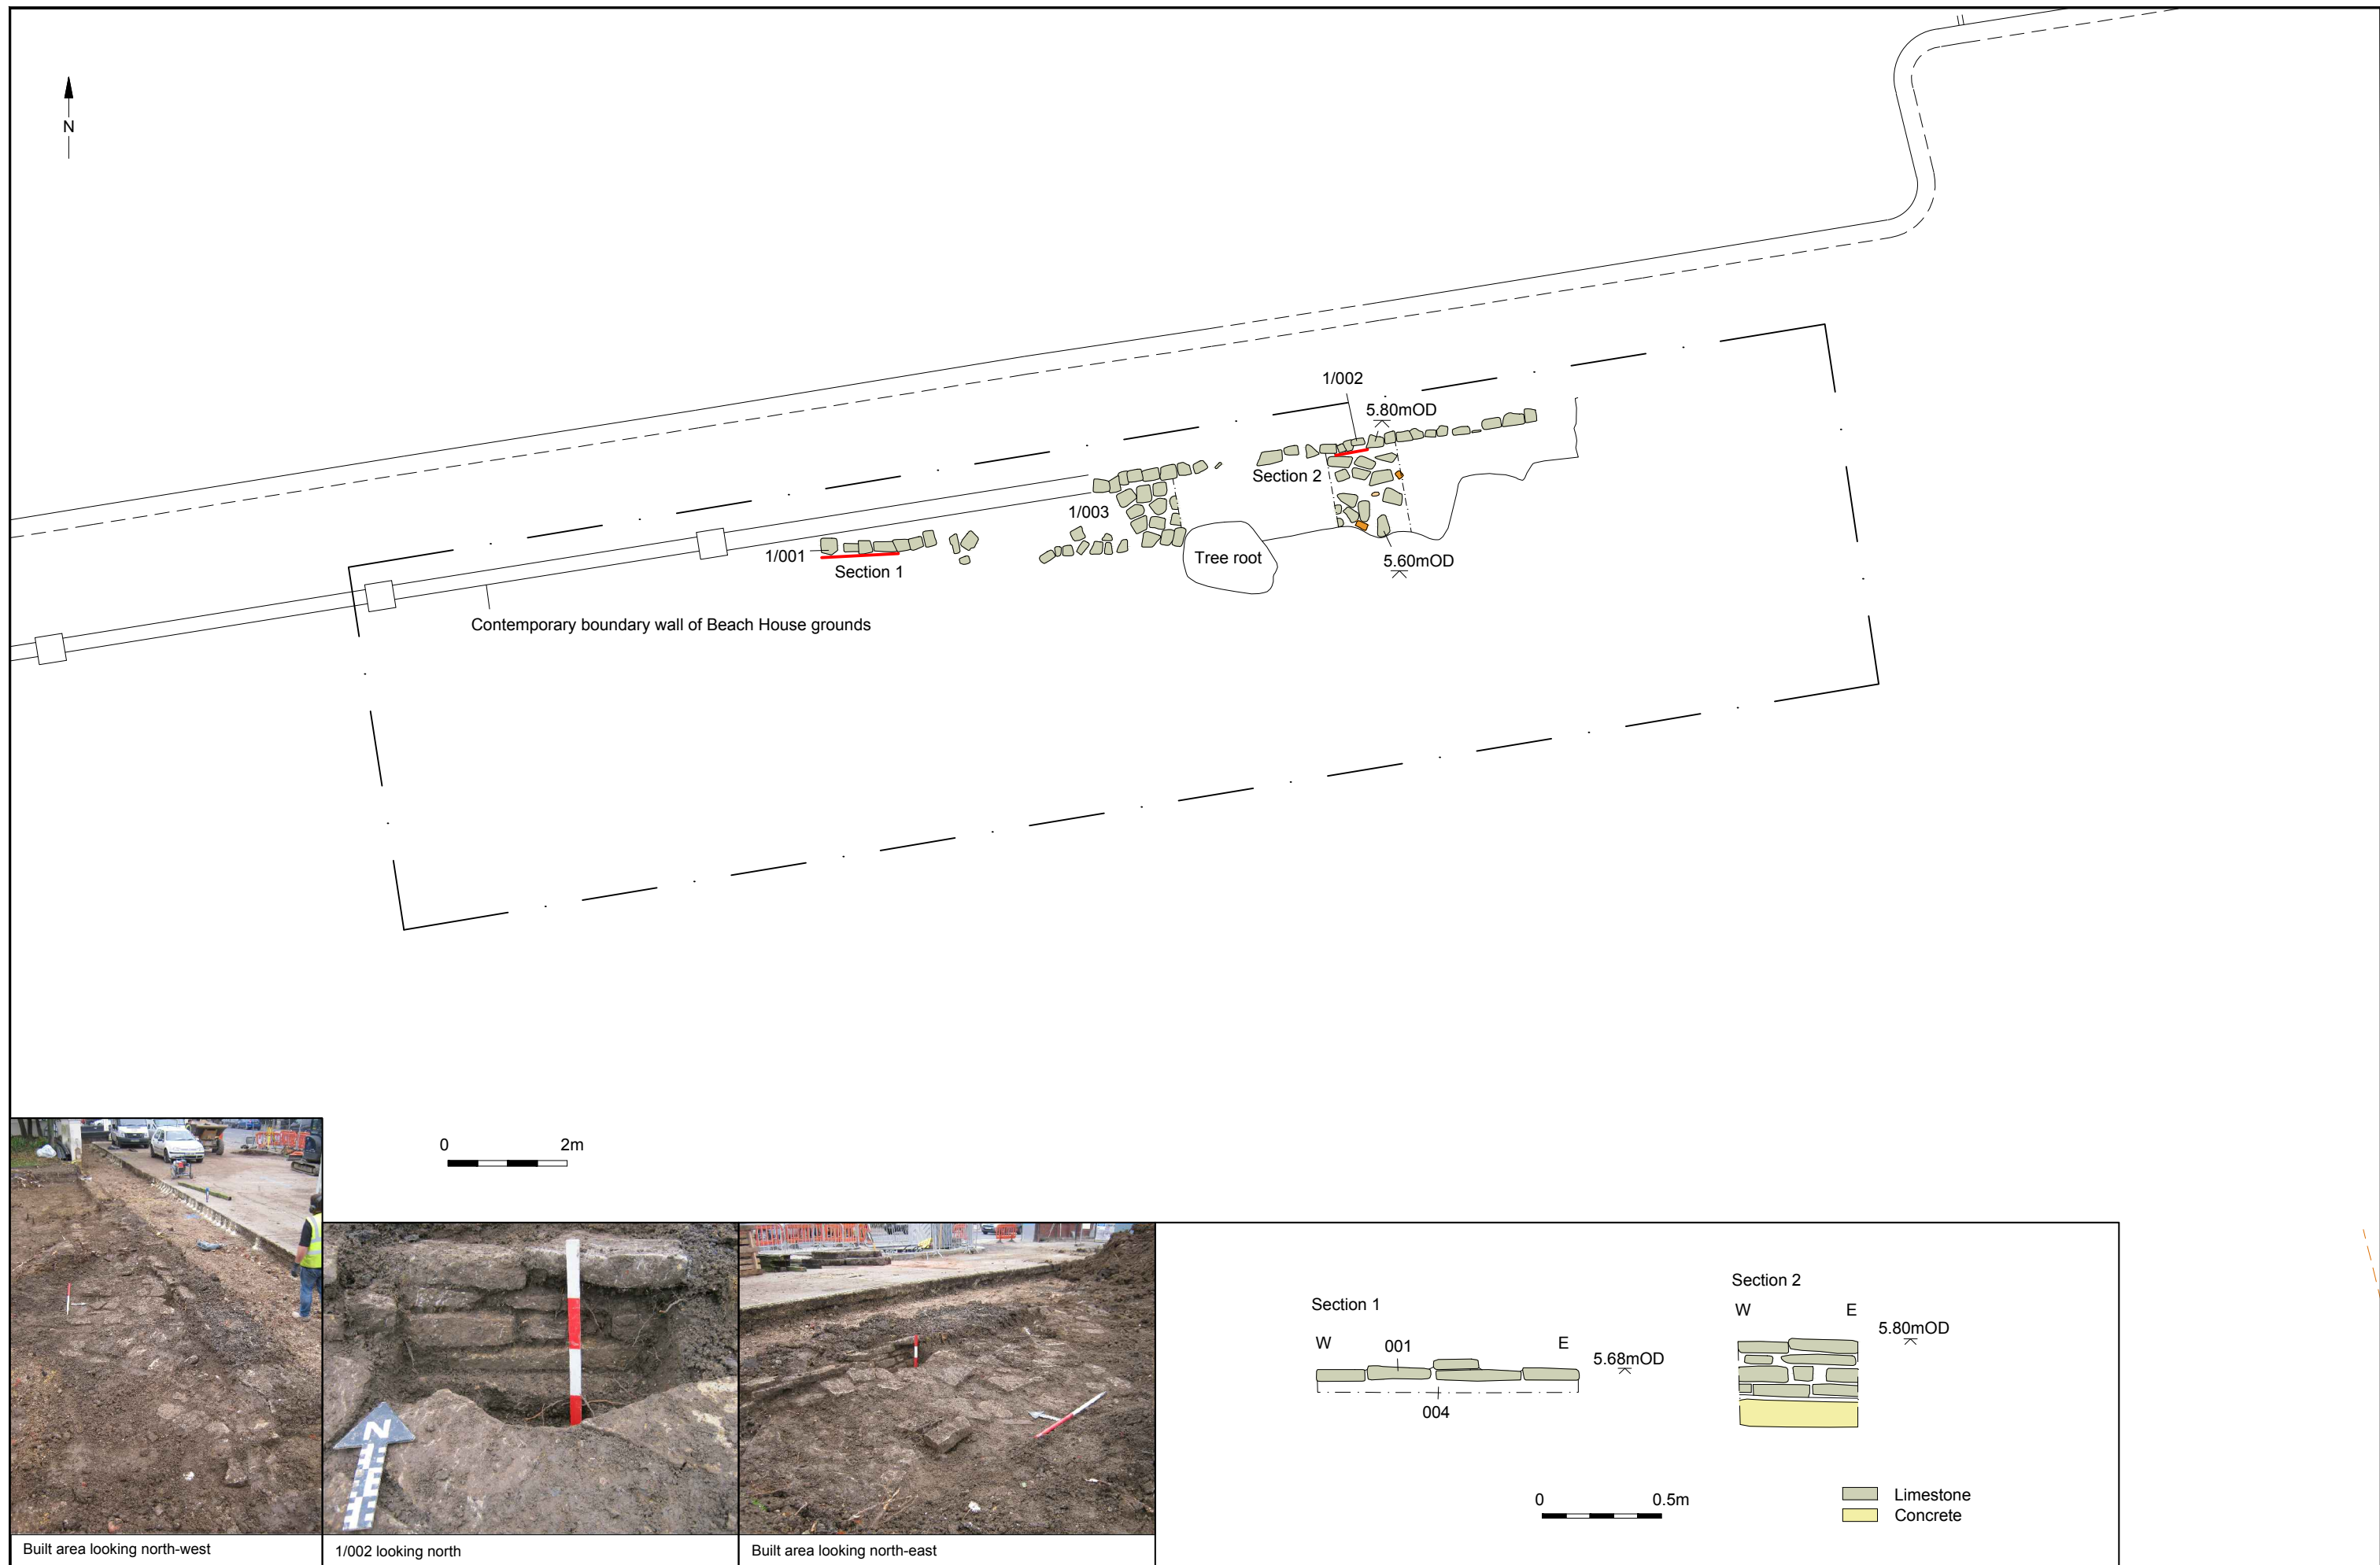 N
1/002
5.80mOD
Section 2
1/003
1/001
Section 1
Tree root
5.60mOD
Contemporary boundary wall of Beach House grounds
0 2m
Section 1
W E
001
5.68mOD
004
Section 2
W E
5.80mOD
0 0.5m
Limestone
Concrete
N
Built area looking north-west
1/002 looking north
Built area looking north-east